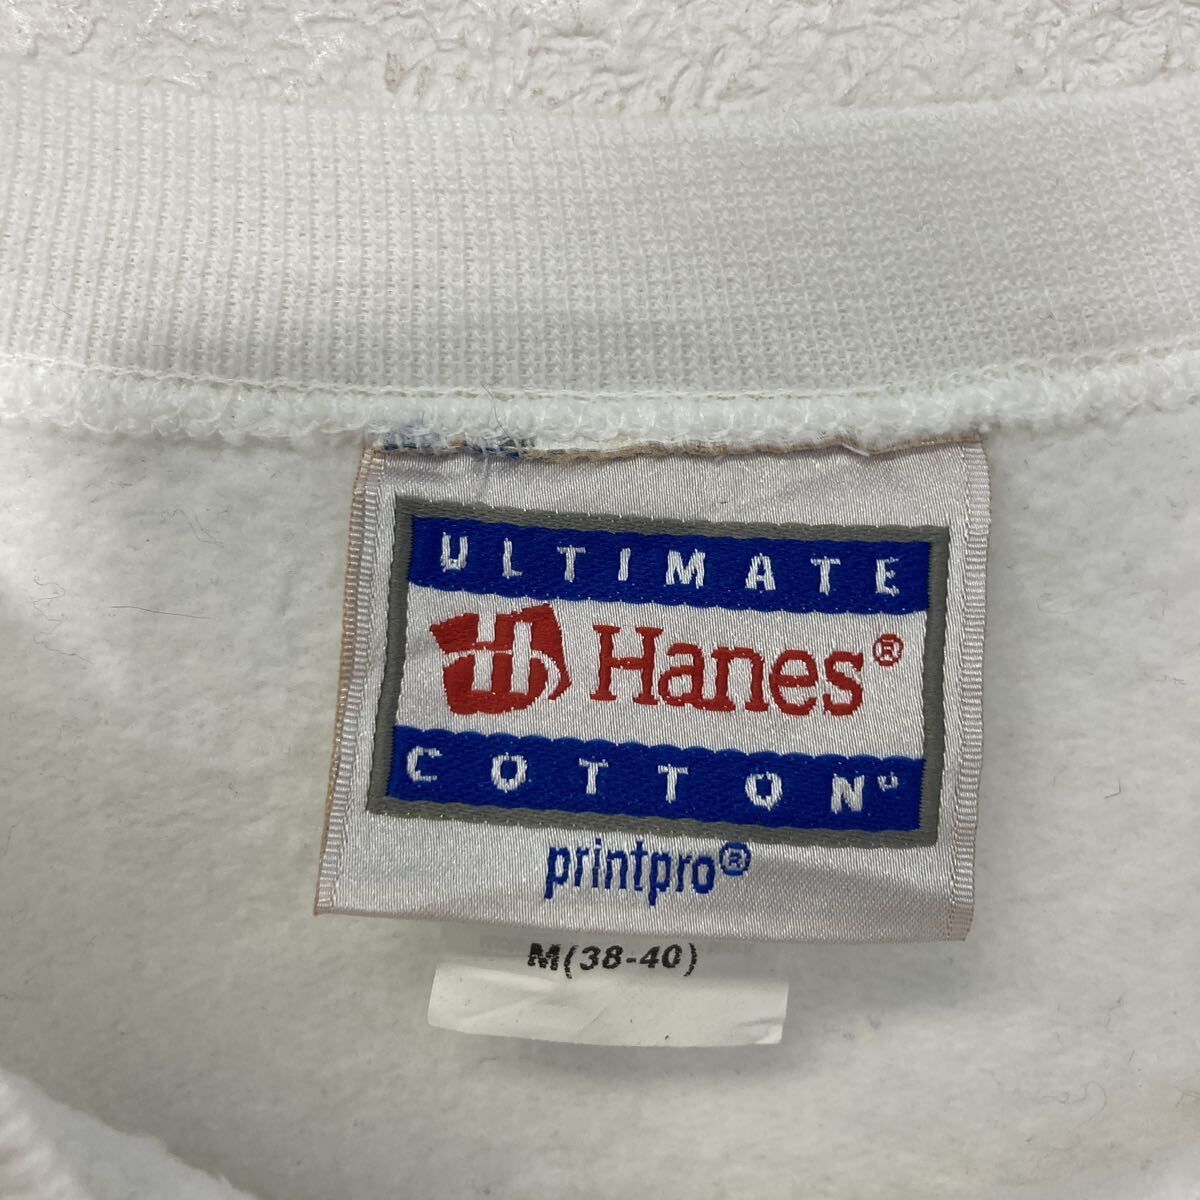 ULTIMATE
Hanes®
COTTON
printpro®
M(38-40)